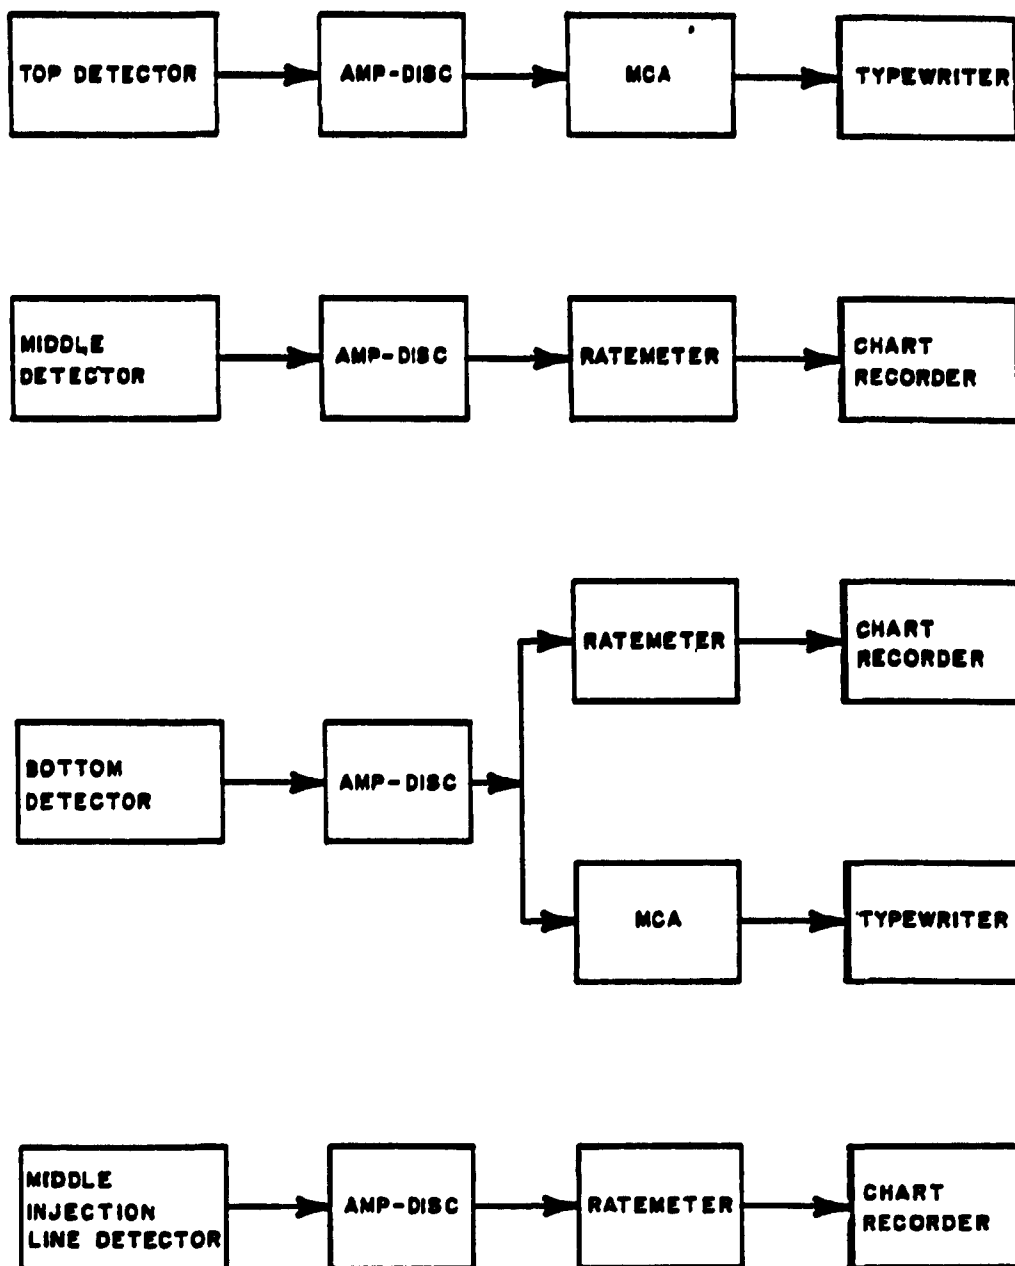 TOP DETECTOR
AMP-DISC
MCA
TYPEWRITER
MIDDLE
DETECTOR
AMP-DISC
RATEMETER
CHART
RECORDER
RATEMETER
CHART
RECORDER
BOTTOM
DETECTOR
AMP-DISC
MCA
TYPEWRITER
MIDDLE
INJECTION
LINE DETECTOR
AMP-DISC
RATEMETER
CHART
RECORDER